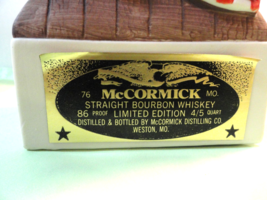 76 McCORMICK MO.
STRAIGHT BOURBON WHISKEY
86 PROOF LIMITED EDITION 4/5 QUART
DISTILLED & BOTTLED BY McCORMICK DISTILLING CO.
WESTON, MO.